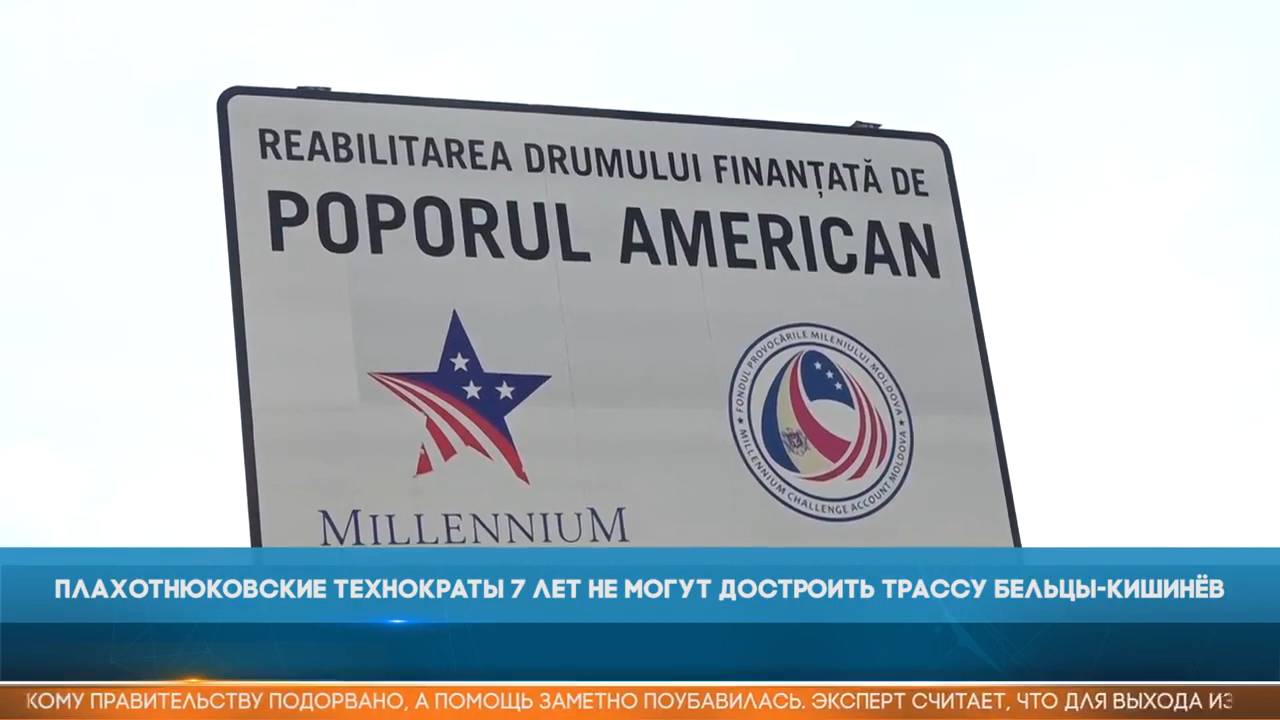 REABILITAREA DRUMULUI FINANȚATĂ DE
POPORUL AMERICAN
FONDUL PROVOCĂRILE MILENIULUI MOLDOVA
MILLENNIUM CHALLENGE ACCOUNT MOLDOVA
MILLENNIUM
ПЛАХОТНЮКОВСКИЕ ТЕХНОКРАТЫ 7 ЛЕТ НЕ МОГУТ ДОСТРОИТЬ ТРАССУ БЕЛЬЦЫ-КИШИНЁВ
КОМУ ПРАВИТЕЛЬСТВУ ПОДОРВАНО, А ПОМОЩЬ ЗАМЕТНО ПОУБАВИЛАСЬ. ЭКСПЕРТ СЧИТАЕТ, ЧТО ДЛЯ ВЫХОДА ИЗ